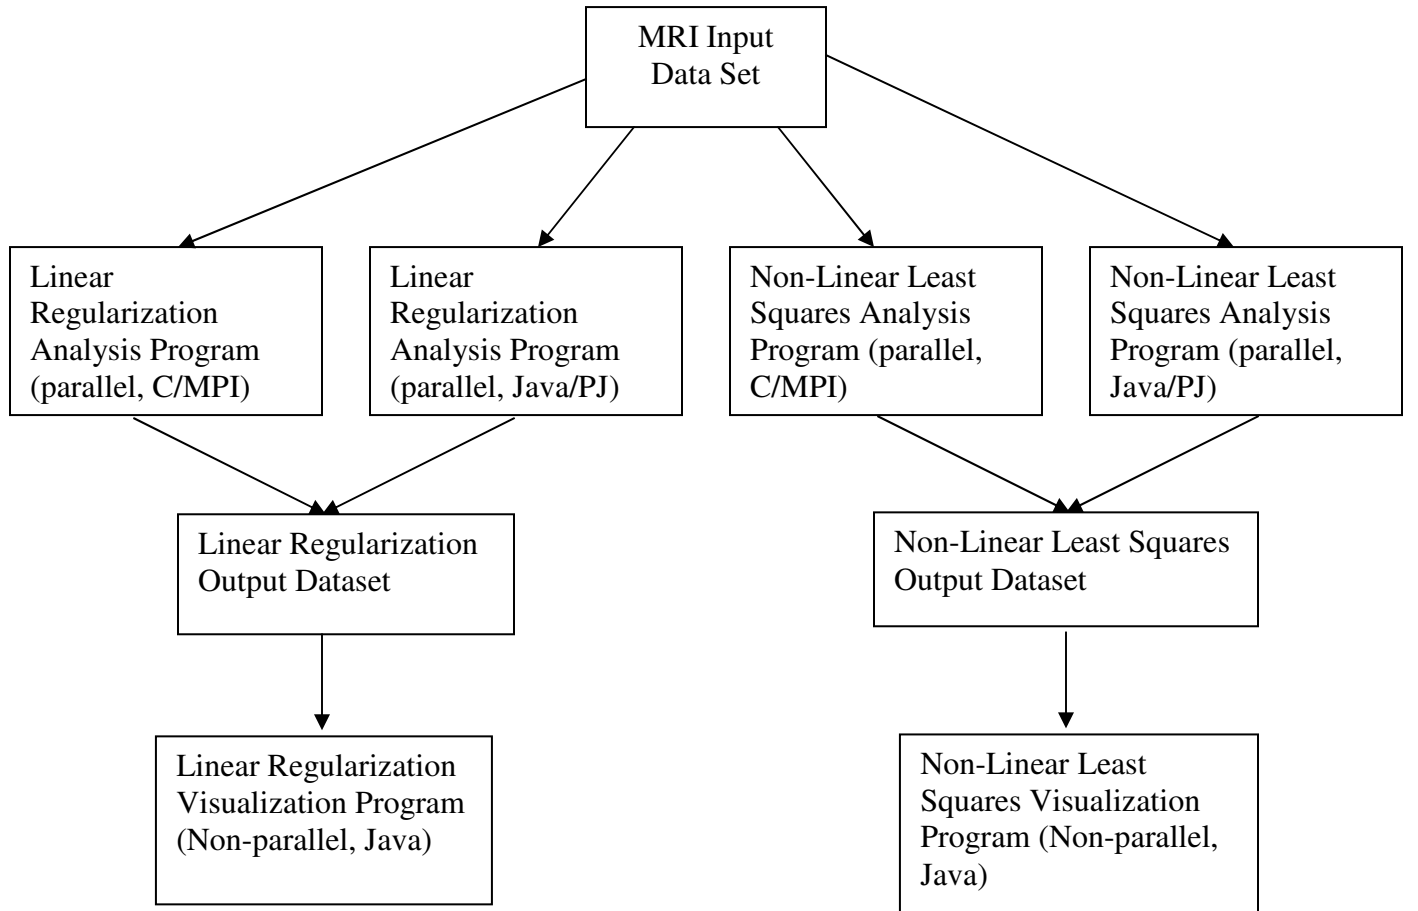 MRI Input
Data Set
Linear
Regularization
Analysis Program
(parallel, C/MPI)
Linear
Regularization
Analysis Program
(parallel, Java/PJ)
Non-Linear Least
Squares Analysis
Program (parallel,
C/MPI)
Non-Linear Least
Squares Analysis
Program (parallel,
Java/PJ)
Linear Regularization
Output Dataset
Non-Linear Least Squares
Output Dataset
Linear Regularization
Visualization Program
(Non-parallel, Java)
Non-Linear Least
Squares Visualization
Program (Non-parallel,
Java)